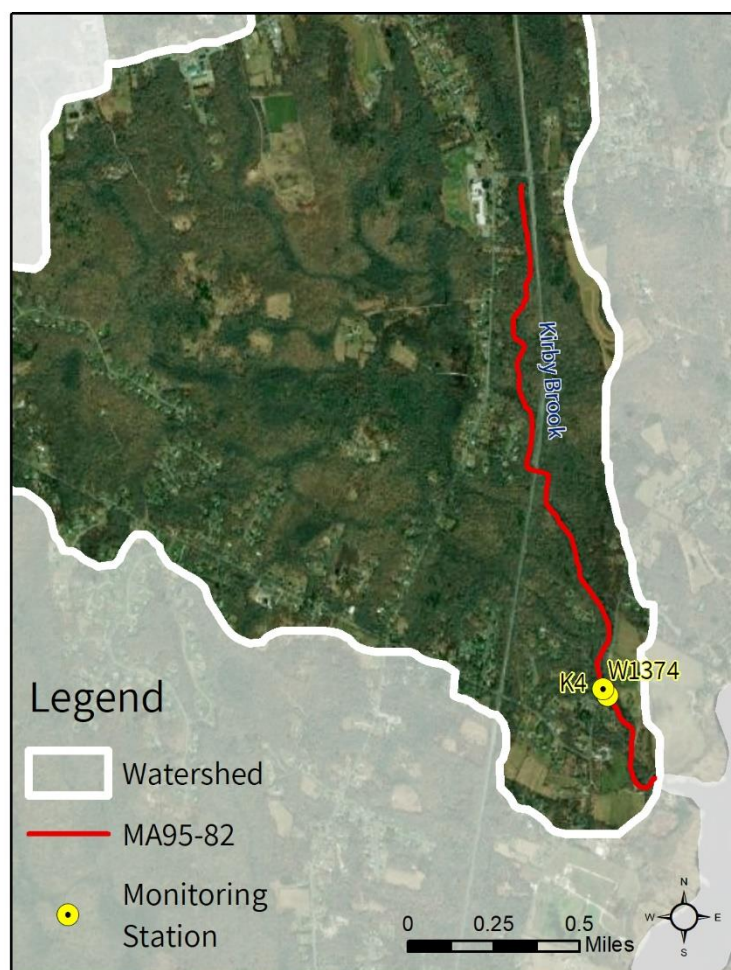 Kirby Brook
K4
W1374
Legend
Watershed
MA95-82
Monitoring
Station
0 0.25 0.5
Miles
N
W E
S